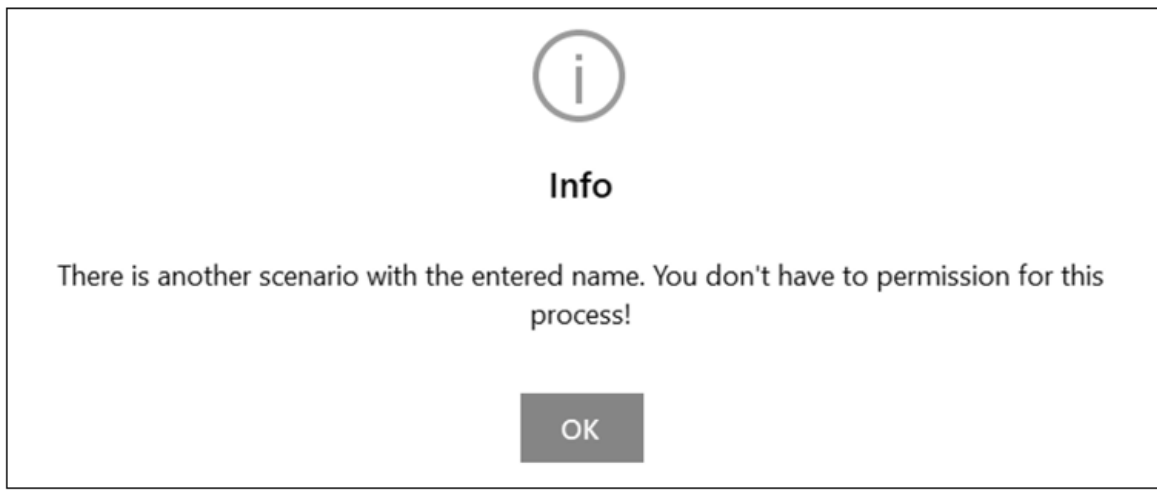 i
Info
There is another scenario with the entered name. You don't have to permission for this
process!
OK